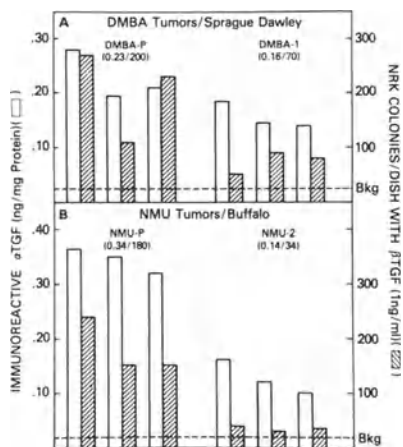 A DMBA Tumors/Sprague Dawley
DMBA-P
(0.23/200)
DMBA-1
(0.16/70)
.30
.20
.10
300
200
100
Bkg
B NMU Tumors/Buffalo
NMU-P
(0.34/180)
NMU-2
(0.14/34)
.40
.30
.20
.10
300
200
100
Bkg
IMMUNOREACTIVE αTGF (ng/mg Protein)( )
NRK COLONIES/DISH WITH βTGF (1ng/ml)( )